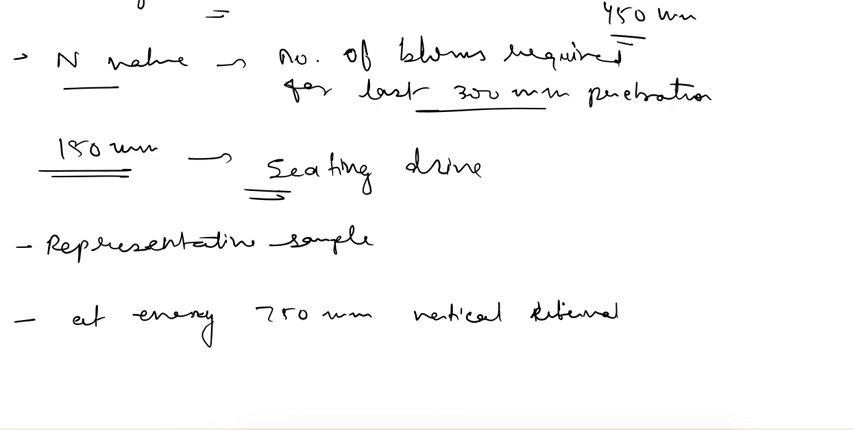 450 mm
→ N value → no. of blows required
for last 300 mm penetration
150 mm → Seating drive
- Representative sample
- at every 750 mm vertical interval